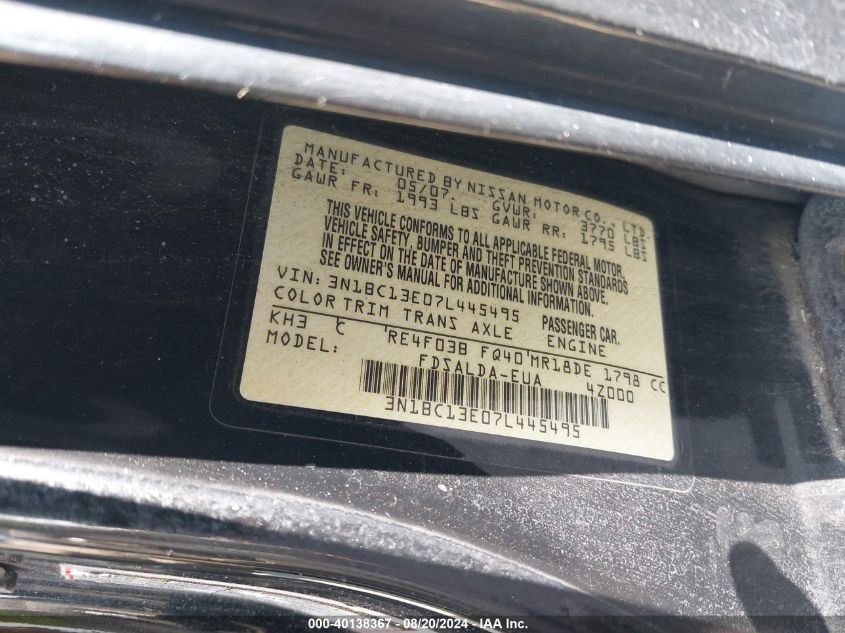 MANUFACTURED BY NISSAN MOTOR CO., LTD.
DATE: 05/07. GVWR: 3770 LBS
GAWR FR: 1993 LBS GAWR RR: 1795 LBS
THIS VEHICLE CONFORMS TO ALL APPLICABLE FEDERAL MOTOR
VEHICLE SAFETY, BUMPER AND THEFT PREVENTION STANDARDS
IN EFFECT ON THE DATE OF MANUFACTURE SHOWN ABOVE.
SEE OWNER'S MANUAL FOR ADDITIONAL INFORMATION.
VIN: 3N1BC13E07L445495 PASSENGER CAR.
COLOR TRIM TRANS AXLE ENGINE
KH3 C RE4F03B FQ40 MR18DE 1798 CC
MODEL: FDSALDA-EUA 4Z000
3N1BC13E07L445495
000-40138367 - 08/20/2024 - IAA Inc.